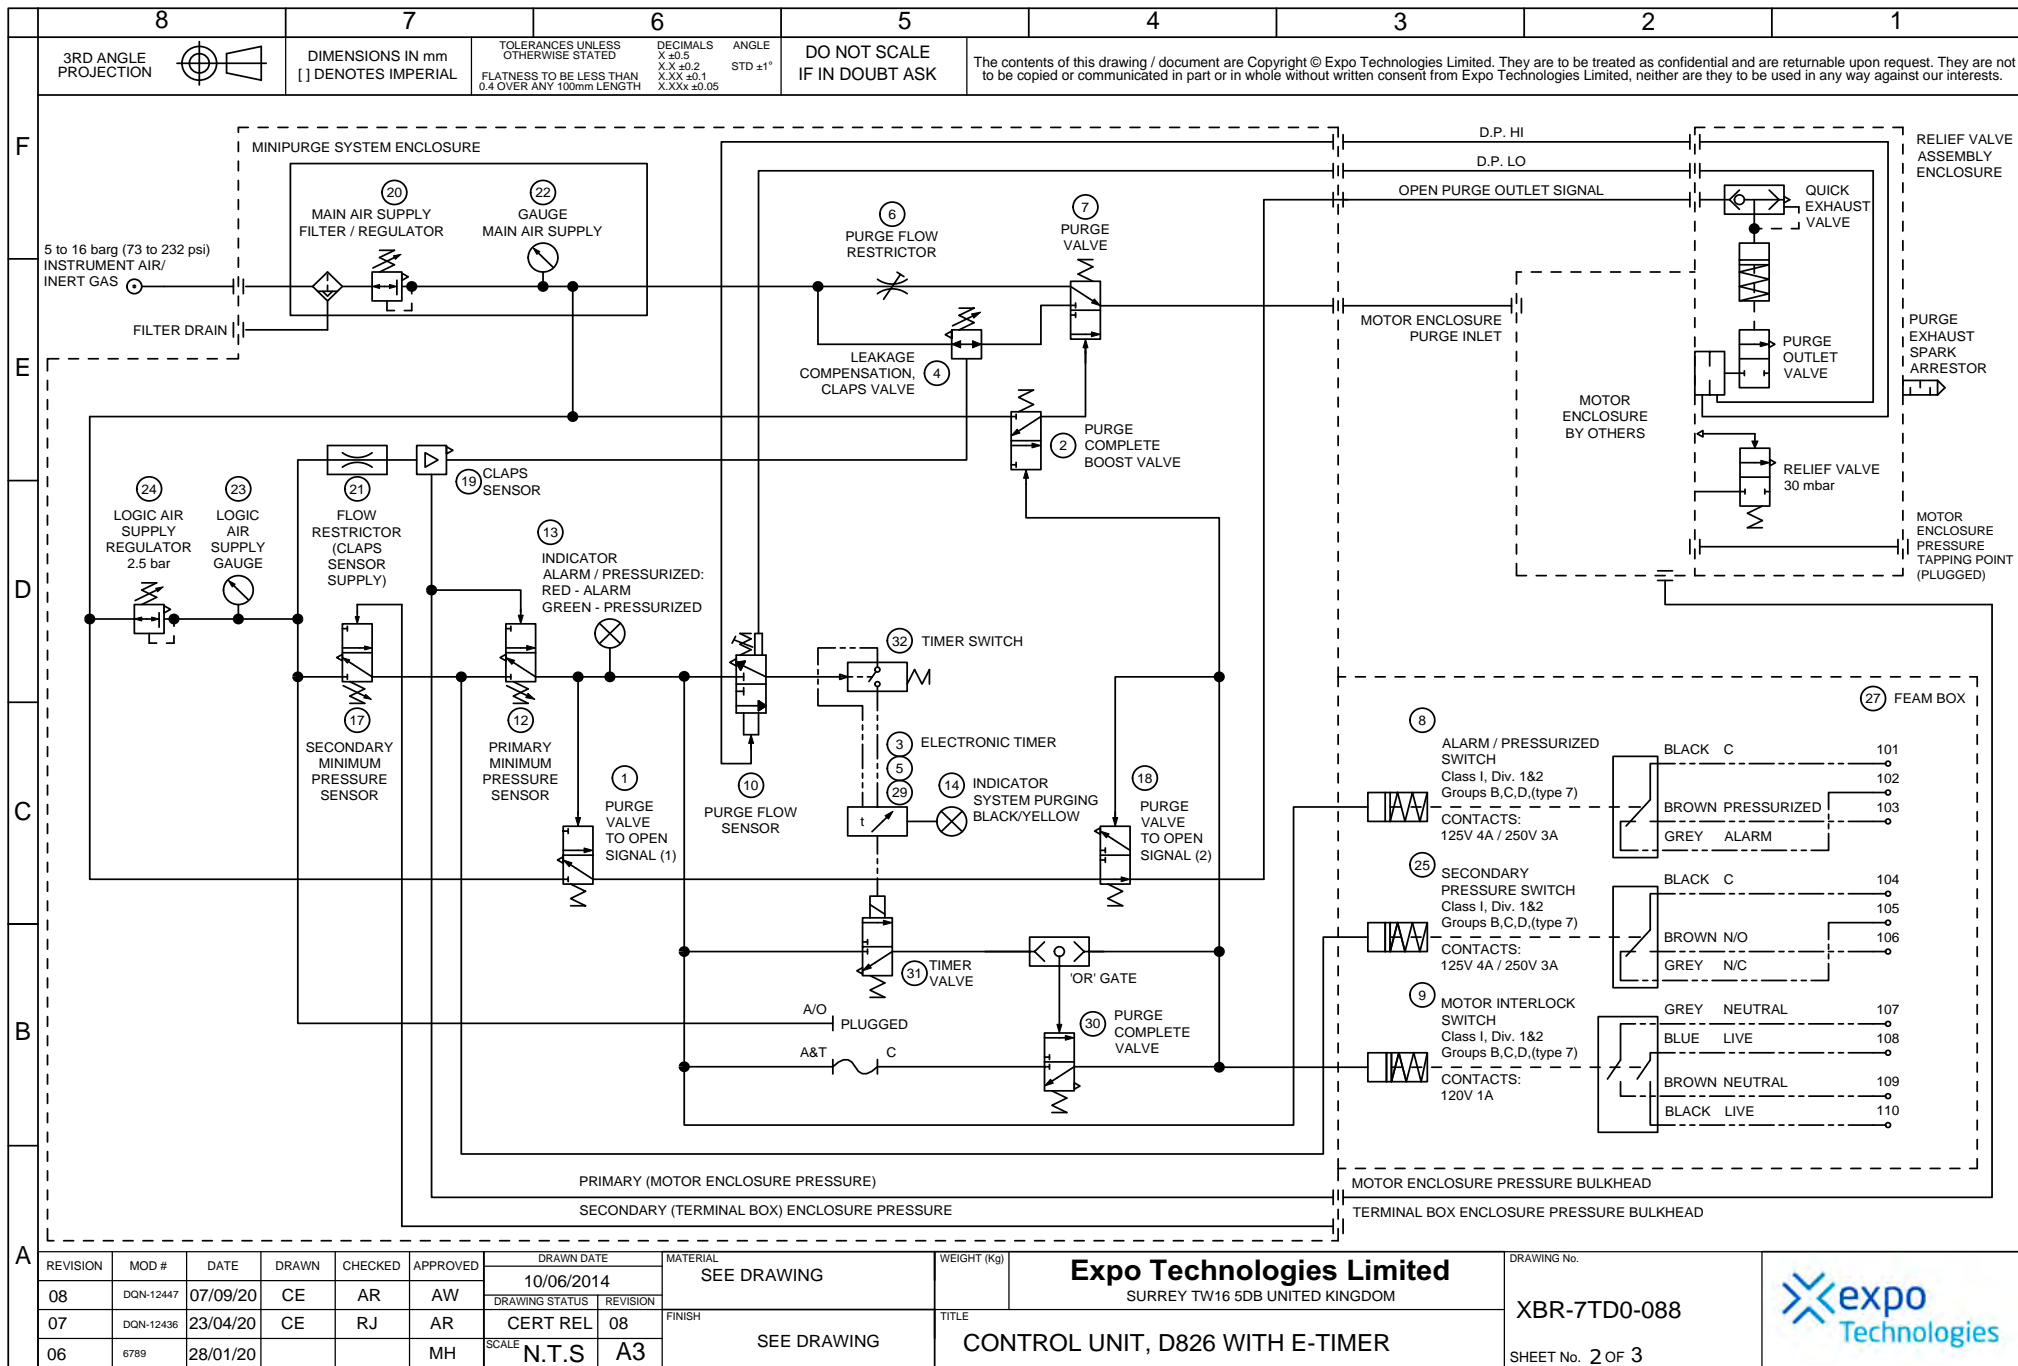 8 7 6 5 4 3 2 1
3RD ANGLE
PROJECTION
DIMENSIONS IN mm
[ ] DENOTES IMPERIAL
TOLERANCES UNLESS
OTHERWISE STATED
FLATNESS TO BE LESS THAN
0.4 OVER ANY 100mm LENGTH
DECIMALS
X ±0.5
X.X ±0.2
X.XX ±0.1
X.XXx ±0.05
ANGLE
STD ±1°
DO NOT SCALE
IF IN DOUBT ASK
The contents of this drawing / document are Copyright © Expo Technologies Limited. They are to be treated as confidential and are returnable upon request. They are not
to be copied or communicated in part or in whole without written consent from Expo Technologies Limited, neither are they to be used in any way against our interests.
F
E
D
C
B
A
MINIPURGE SYSTEM ENCLOSURE
20
MAIN AIR SUPPLY
FILTER / REGULATOR
22
GAUGE
MAIN AIR SUPPLY
5 to 16 barg (73 to 232 psi)
INSTRUMENT AIR/
INERT GAS
FILTER DRAIN
6
PURGE FLOW
RESTRICTOR
7
PURGE
VALVE
LEAKAGE
COMPENSATION,
CLAPS VALVE
4
2
PURGE
COMPLETE
BOOST VALVE
D.P. HI
D.P. LO
OPEN PURGE OUTLET SIGNAL
RELIEF VALVE
ASSEMBLY
ENCLOSURE
QUICK
EXHAUST
VALVE
MOTOR ENCLOSURE
PURGE INLET
PURGE
OUTLET
VALVE
PURGE
EXHAUST
SPARK
ARRESTOR
MOTOR
ENCLOSURE
BY OTHERS
RELIEF VALVE
30 mbar
MOTOR
ENCLOSURE
PRESSURE
TAPPING POINT
(PLUGGED)
24
LOGIC AIR
SUPPLY
REGULATOR
2.5 bar
23
LOGIC
AIR
SUPPLY
GAUGE
21
FLOW
RESTRICTOR
(CLAPS
SENSOR
SUPPLY)
19
CLAPS
SENSOR
13
INDICATOR
ALARM / PRESSURIZED:
RED - ALARM
GREEN - PRESSURIZED
32
TIMER SWITCH
17
SECONDARY
MINIMUM
PRESSURE
SENSOR
12
PRIMARY
MINIMUM
PRESSURE
SENSOR
1
PURGE
VALVE
TO OPEN
SIGNAL (1)
10
PURGE FLOW
SENSOR
3
ELECTRONIC TIMER
5
29
t
14
INDICATOR
SYSTEM PURGING
BLACK/YELLOW
18
PURGE
VALVE
TO OPEN
SIGNAL (2)
31
TIMER
VALVE
'OR' GATE
A/O
PLUGGED
A&T
C
30
PURGE
COMPLETE
VALVE
27
FEAM BOX
8
ALARM / PRESSURIZED
SWITCH
Class I, Div. 1&2
Groups B,C,D,(type 7)
CONTACTS:
125V 4A / 250V 3A
BLACK C 101
102
BROWN PRESSURIZED 103
GREY ALARM
25
SECONDARY
PRESSURE SWITCH
Class I, Div. 1&2
Groups B,C,D,(type 7)
CONTACTS:
125V 4A / 250V 3A
BLACK C 104
105
BROWN N/O 106
GREY N/C
9
MOTOR INTERLOCK
SWITCH
Class I, Div. 1&2
Groups B,C,D,(type 7)
CONTACTS:
120V 1A
GREY NEUTRAL 107
BLUE LIVE 108
BROWN NEUTRAL 109
BLACK LIVE 110
PRIMARY (MOTOR ENCLOSURE PRESSURE)
SECONDARY (TERMINAL BOX) ENCLOSURE PRESSURE
MOTOR ENCLOSURE PRESSURE BULKHEAD
TERMINAL BOX ENCLOSURE PRESSURE BULKHEAD
REVISION MOD # DATE DRAWN CHECKED APPROVED
08 DQN-12447 07/09/20 CE AR AW
07 DQN-12436 23/04/20 CE RJ AR
06 6789 28/01/20 MH
DRAWN DATE
10/06/2014
DRAWING STATUS REVISION
CERT REL 08
SCALE N.T.S A3
MATERIAL
SEE DRAWING
FINISH
SEE DRAWING
WEIGHT (Kg)
Expo Technologies Limited
SURREY TW16 5DB UNITED KINGDOM
TITLE
CONTROL UNIT, D826 WITH E-TIMER
DRAWING No.
XBR-7TD0-088
SHEET No. 2 OF 3
expo
Technologies